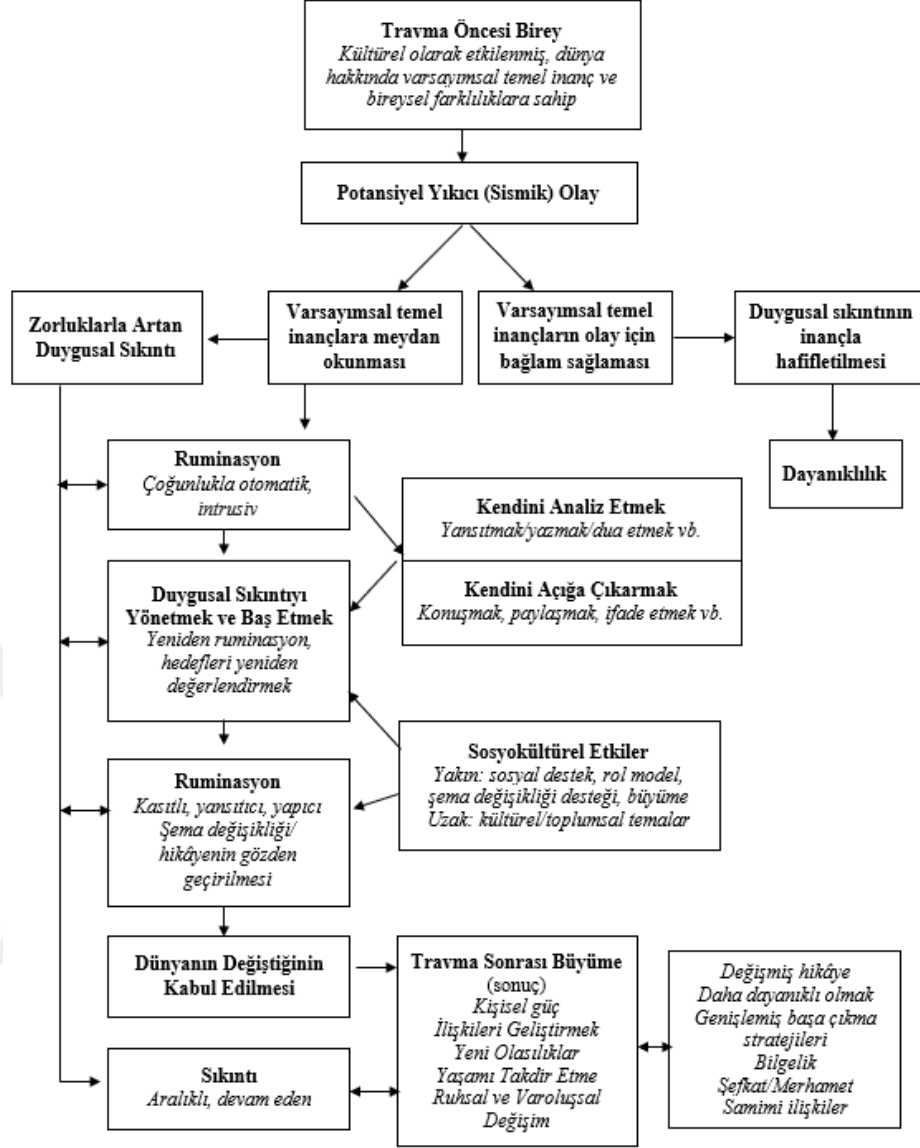 Travma Öncesi Birey
Kültürel olarak etkilenmiş, dünya
hakkında varsayımsal temel inanç ve
bireysel farklılıklara sahip
Potansiyel Yıkıcı (Sismik) Olay
Zorluklarla Artan
Duygusal Sıkıntı
Varsayımsal temel
inançlara meydan
okunması
Varsayımsal temel
inançların olay için
bağlam sağlaması
Duygusal sıkıntının
inançla
hafifletilmesi
Dayanıklılık
Ruminasyon
Çoğunlukla otomatik,
intrusiv
Kendini Analiz Etmek
Yansıtmak/yazmak/dua etmek vb.
Kendini Açığa Çıkarmak
Konuşmak, paylaşmak, ifade etmek vb.
Duygusal Sıkıntıyı
Yönetmek ve Baş Etmek
Yeniden ruminasyon,
hedefleri yeniden
değerlendirmek
Sosyokültürel Etkiler
Yakın: sosyal destek, rol model,
şema değişikliği desteği, büyüme
Uzak: kültürel/toplumsal temalar
Ruminasyon
Kasıtlı, yansıtıcı, yapıcı
Şema değişikliği/
hikâyenin gözden
geçirilmesi
Dünyanın Değiştiğinin
Kabul Edilmesi
Travma Sonrası Büyüme
(sonuç)
Kişisel güç
İlişkileri Geliştirmek
Yeni Olasılıklar
Yaşamı Takdir Etme
Ruhsal ve Varoluşsal
Değişim
Değişmiş hikâye
Daha dayanıklı olmak
Genişlemiş başa çıkma
stratejileri
Bilgelik
Şefkat/Merhamet
Samimi ilişkiler
Sıkıntı
Aralıklı, devam eden